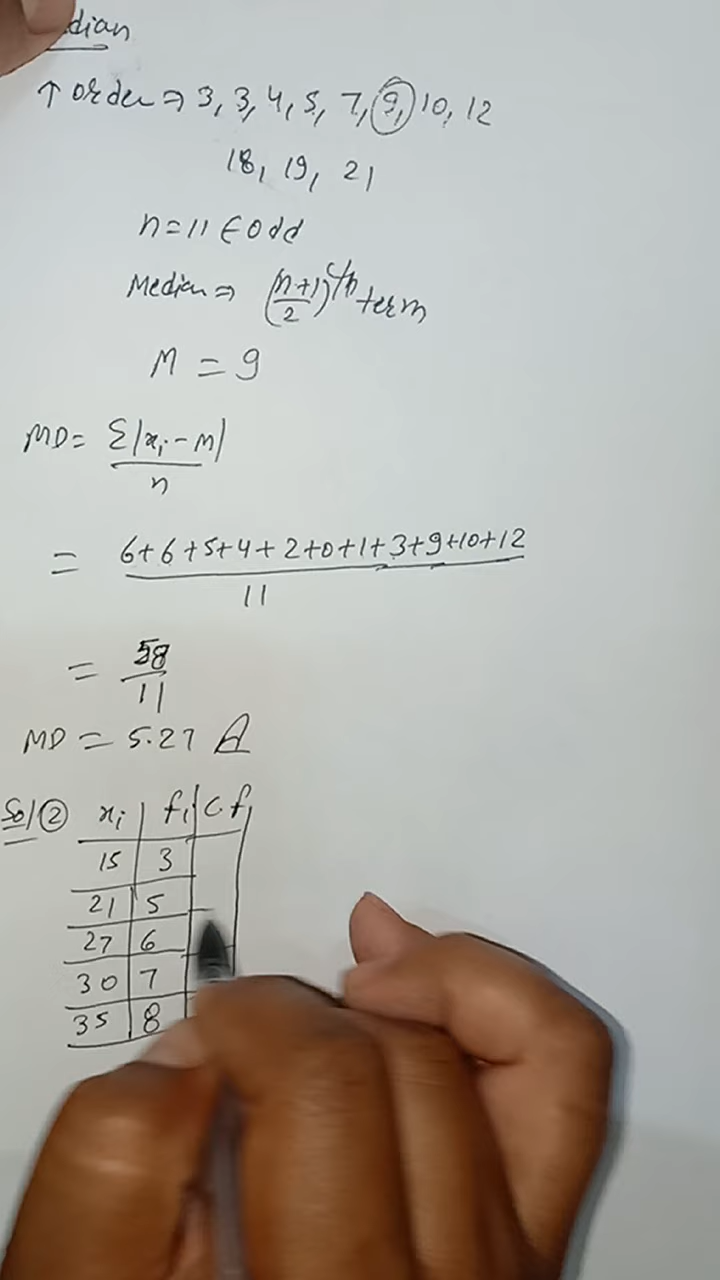 dian
↑ order ⇒ 3, 3, 4, 5, 7, 9, 10, 12
18, 19, 21
n = 11 ∈ odd
Median ⇒ (n+1/2)th term
M = 9
MD = Σ|xi - M| / n
= 6+6+5+4+2+0+1+3+9+10+12 / 11
= 58 / 11
MD = 5.27 A
Sol② xi fi c.f
15 3
21 5
27 6
30 7
35 8